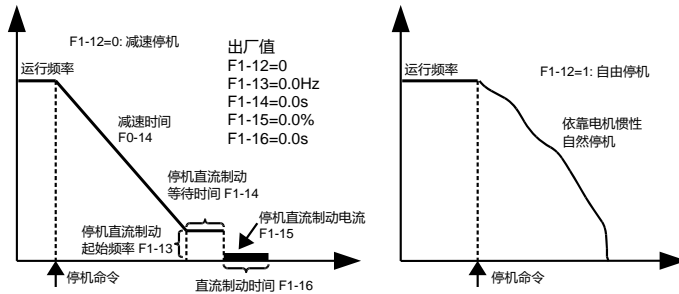 F1-12=0: 减速停机
运行频率
减速时间
F0-14
出厂值
F1-12=0
F1-13=0.0Hz
F1-14=0.0s
F1-15=0.0%
F1-16=0.0s
停机直流制动
等待时间 F1-14
停机直流制动
起始频率 F1-13
停机直流制动电流
F1-15
停机命令
直流制动时间 F1-16
运行频率
F1-12=1: 自由停机
依靠电机惯性
自然停机
停机命令